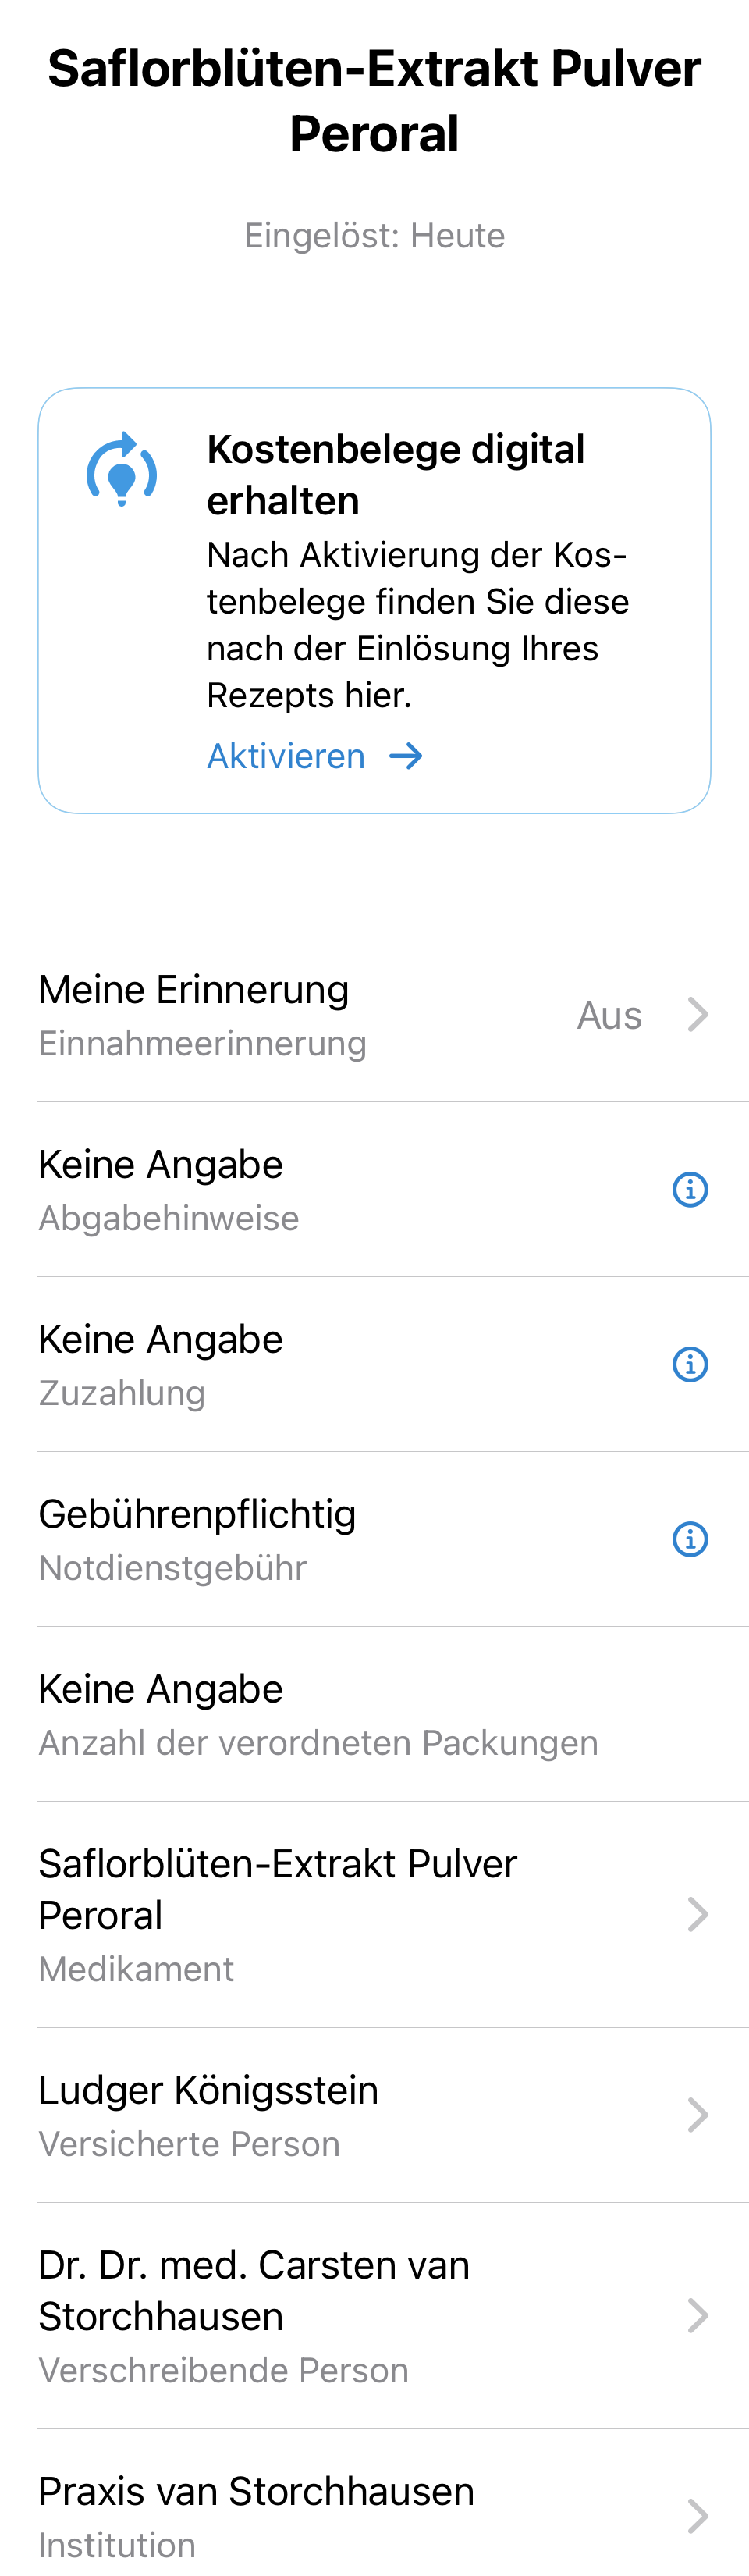 Saflorblüten-Extrakt Pulver
Peroral
Eingelöst: Heute
Kostenbelege digital
erhalten
Nach Aktivierung der Kos-
tenbelege finden Sie diese
nach der Einlösung Ihres
Rezepts hier.
Aktivieren →
Meine Erinnerung
Einnahmeerinnerung
Aus
Keine Angabe
Abgabehinweise
Keine Angabe
Zuzahlung
Gebührenpflichtig
Notdienstgebühr
Keine Angabe
Anzahl der verordneten Packungen
Saflorblüten-Extrakt Pulver
Peroral
Medikament
Ludger Königsstein
Versicherte Person
Dr. Dr. med. Carsten van
Storchhausen
Verschreibende Person
Praxis van Storchhausen
Institution